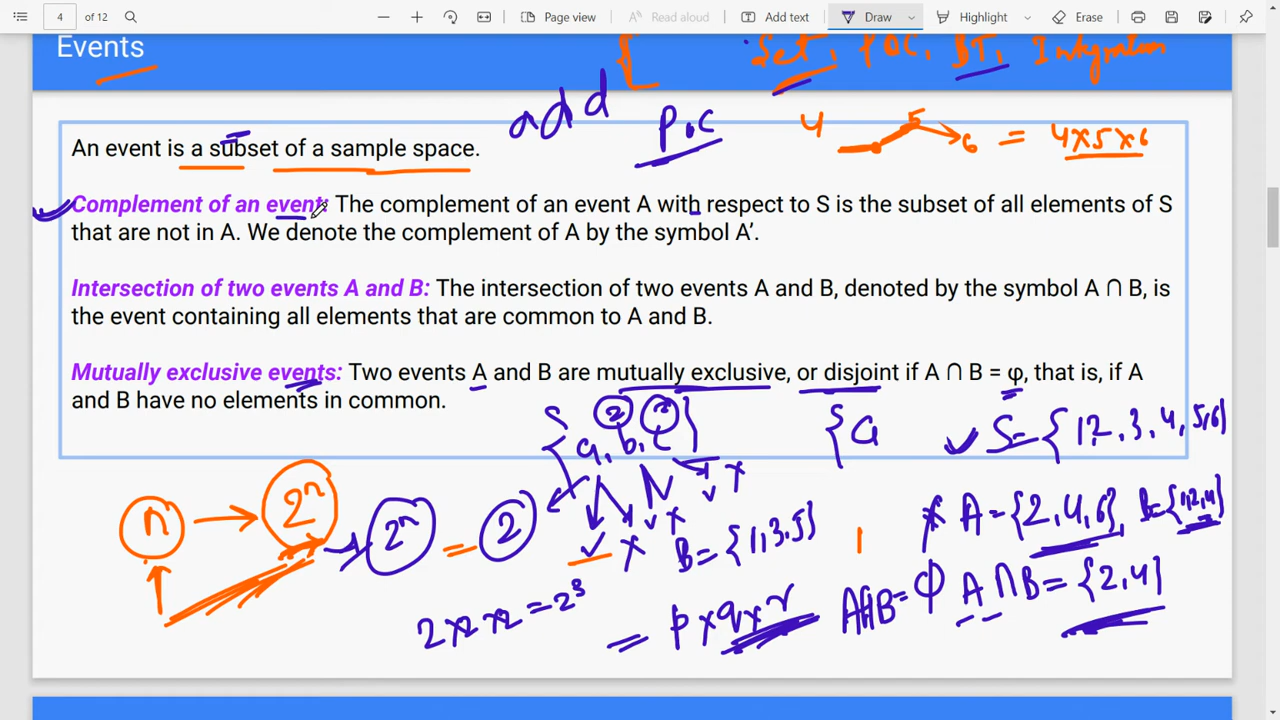 4 of 12
Page view
Read aloud
Add text
Draw
Highlight
Erase
Events
Set, POC, BT, Integration
add
P.C
4 5 6 = 4x5x6
An event is a subset of a sample space.
Complement of an event: The complement of an event A with respect to S is the subset of all elements of S
that are not in A. We denote the complement of A by the symbol A’.
Intersection of two events A and B: The intersection of two events A and B, denoted by the symbol A ∩ B, is
the event containing all elements that are common to A and B.
Mutually exclusive events: Two events A and B are mutually exclusive, or disjoint if A ∩ B = φ, that is, if A
and B have no elements in common.
2 2
{a, b, c}
{a
S = {1,2,3,4,5,6}
n → 2ⁿ → 2ⁿ = 2
B = {1,3,5}
A = {2,4,6}, B = {1,2,4}
2x2x2 = 2³
= p x q x r
A∩B = φ
A∩B = {2,4}